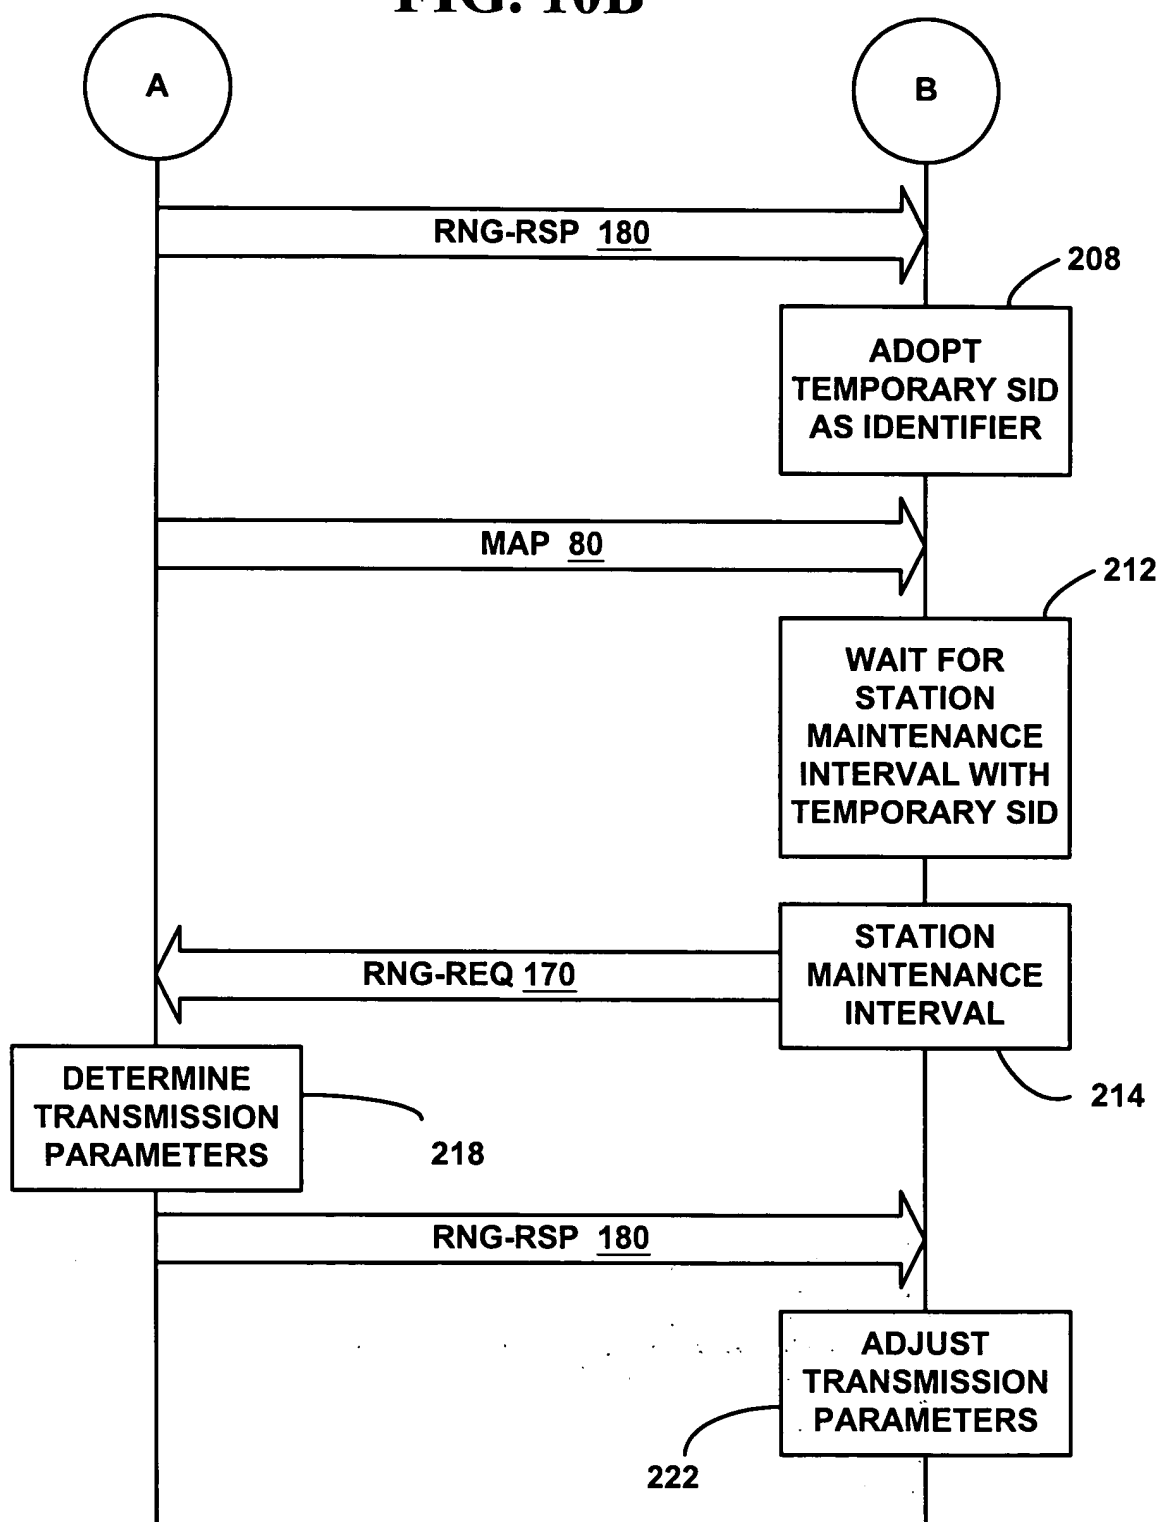 FIG. 10B
A
B
RNG-RSP 180
208
ADOPT
TEMPORARY SID
AS IDENTIFIER
MAP 80
212
WAIT FOR
STATION
MAINTENANCE
INTERVAL WITH
TEMPORARY SID
STATION
MAINTENANCE
INTERVAL
RNG-REQ 170
214
DETERMINE
TRANSMISSION
PARAMETERS
218
RNG-RSP 180
ADJUST
TRANSMISSION
PARAMETERS
222